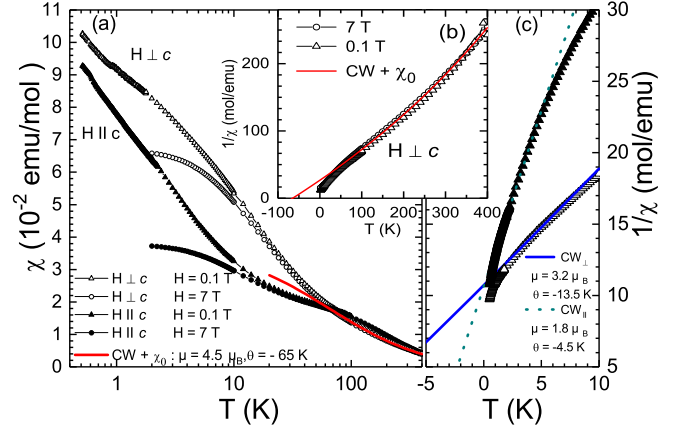 (a)
11
10
9
8
7
6
5
4
3
2
1
0
χ (10⁻² emu/mol)
H ⊥ c
H || c
H ⊥ c H = 0.1 T
H ⊥ c H = 7 T
H || c H = 0.1 T
H || c H = 7 T
CW + χ₀ : μ = 4.5 μB, θ = - 65 K
1 10 100
T (K)
(b)
7 T
0.1 T
CW + χ₀
200
100
0
1/χ (mol/emu)
H ⊥ c
-100 0 100 200 300 400
T (K)
(c)
30
25
20
15
10
5
1/χ (mol/emu)
CW⊥
μ = 3.2 μB
θ = -13.5 K
CW||
μ = 1.8 μB
θ = -4.5 K
-5 0 5 10
T (K)